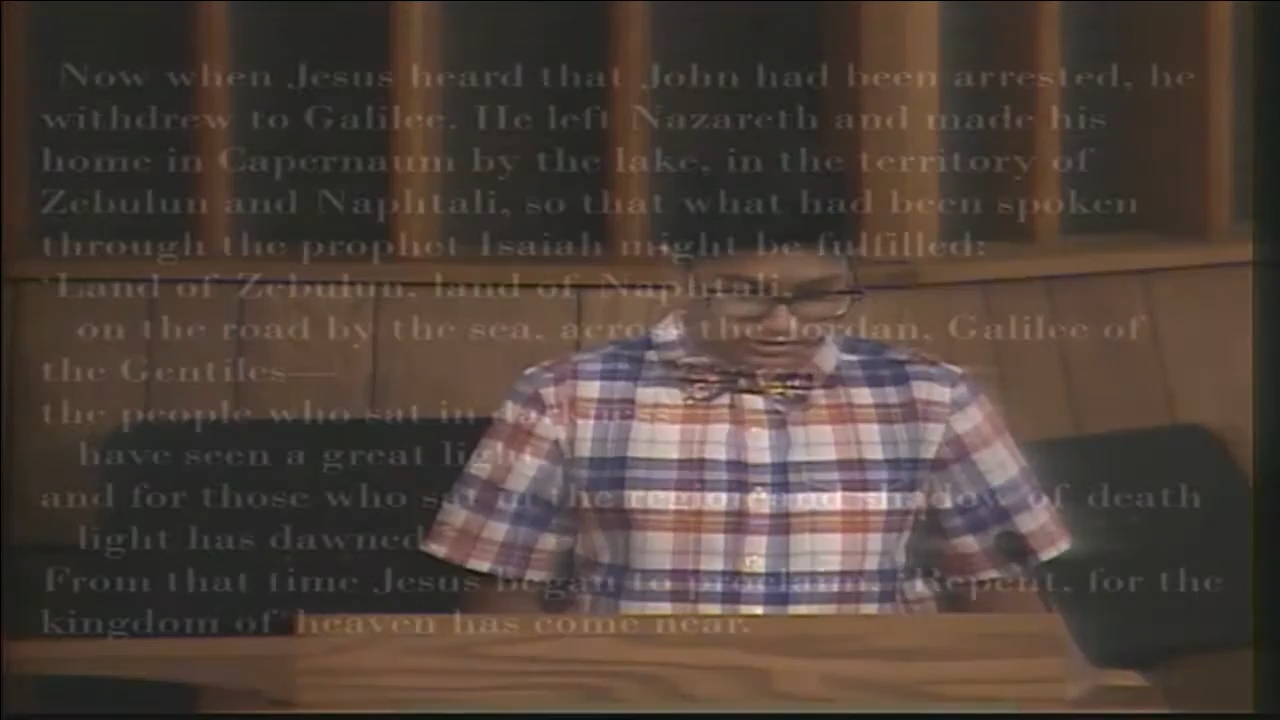 Now when Jesus heard that John had been arrested, he
withdrew to Galilee. He left Nazareth and made his
home in Capernaum by the lake, in the territory of
Zebulun and Naphtali, so that what had been spoken
through the prophet Isaiah might be fulfilled:
"Land of Zebulun, land of Naphtali,
on the road by the sea, across the Jordan, Galilee of
the Gentiles—
the people who sat in darkness
have seen a great light
and for those who sat in the region and shadow of death
light has dawned
From that time Jesus began to proclaim, "Repent, for the
kingdom of heaven has come near.